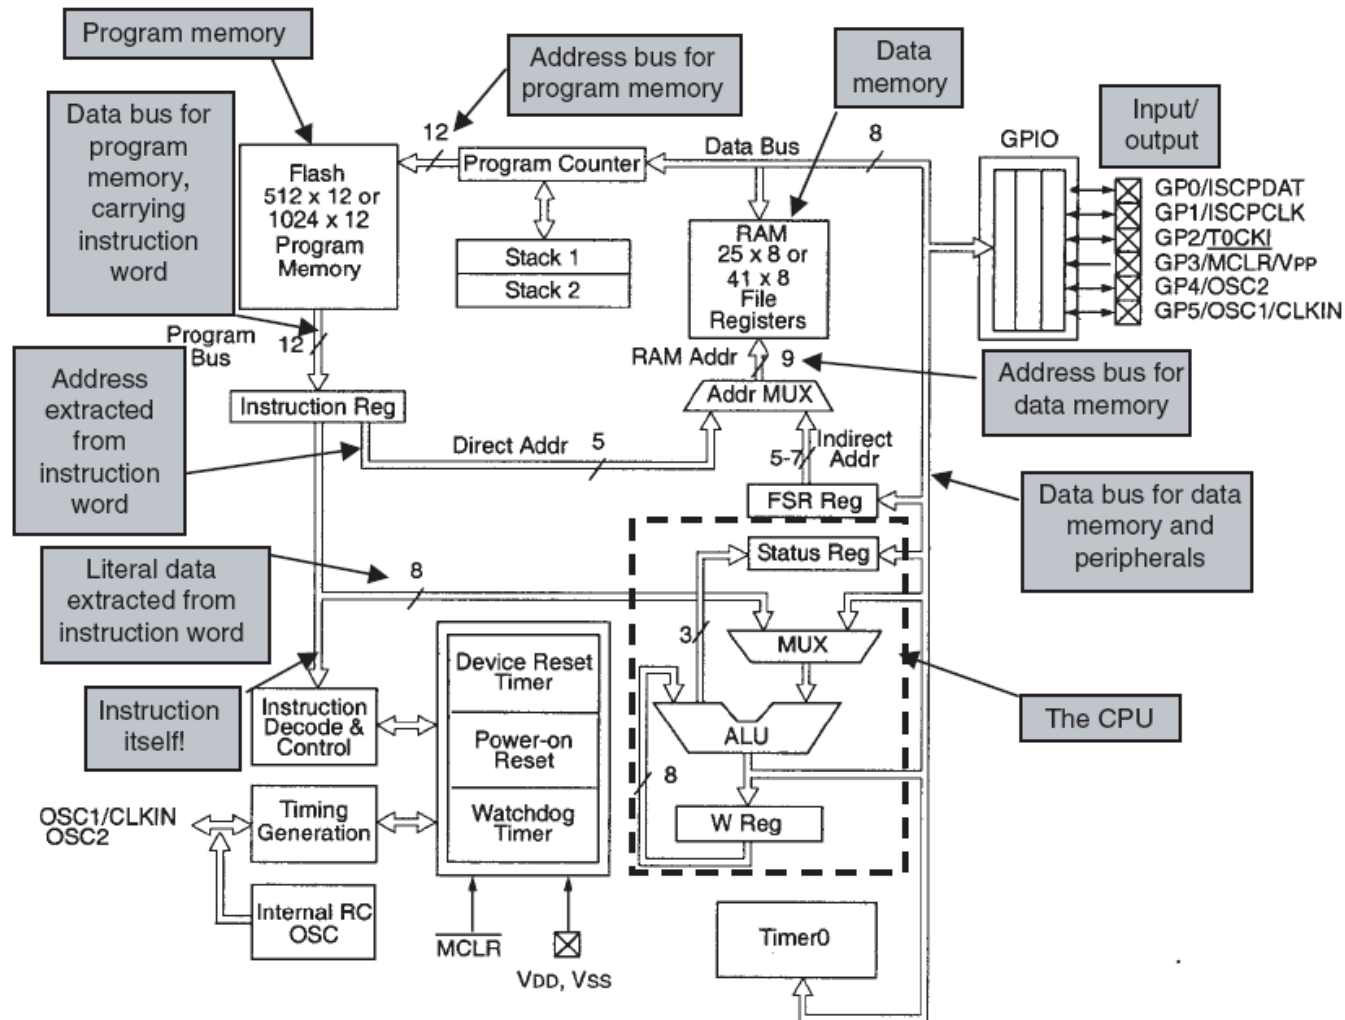 Program memory
Address bus for
program memory
Data
memory
Input/
output
Data bus for
program
memory,
carrying
instruction
word
12
Program Counter
Data Bus
8
GPIO
Flash
512 x 12 or
1024 x 12
Program
Memory
Stack 1
Stack 2
RAM
25 x 8 or
41 x 8
File
Registers
GP0/ISCPDAT
GP1/ISCPCLK
GP2/T0CKI
GP3/MCLR/VPP
GP4/OSC2
GP5/OSC1/CLKIN
Program
Bus
12
RAM Addr
9
Address bus for
data memory
Address
extracted
from
instruction
word
Instruction Reg
Addr MUX
Direct Addr
5
Indirect
Addr
5-7
FSR Reg
Data bus for data
memory and
peripherals
Status Reg
Literal data
extracted from
instruction word
8
3
MUX
Instruction
itself!
Instruction
Decode &
Control
Device Reset
Timer
Power-on
Reset
Watchdog
Timer
ALU
The CPU
8
W Reg
OSC1/CLKIN
OSC2
Timing
Generation
Internal RC
OSC
MCLR
VDD, VSS
Timer0